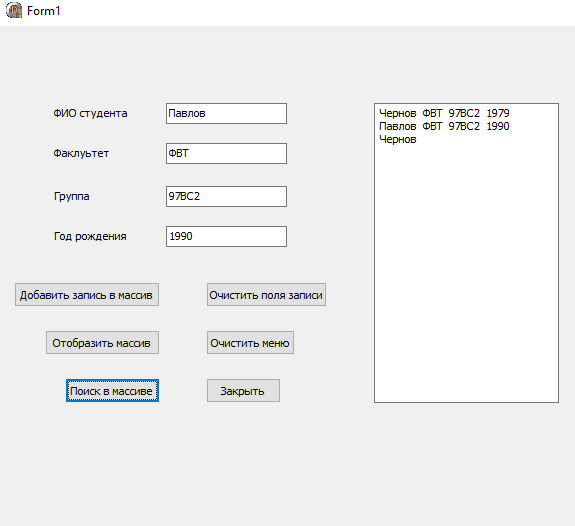 Form1
ФИО студента
Павлов
Факлуьтет
ФВТ
Группа
97ВС2
Год рождения
1990
Добавить запись в массив
Очистить поля записи
Отобразить массив
Очистить меню
Поиск в массиве
Закрыть
Чернов ФВТ 97ВС2 1979
Павлов ФВТ 97ВС2 1990
Чернов